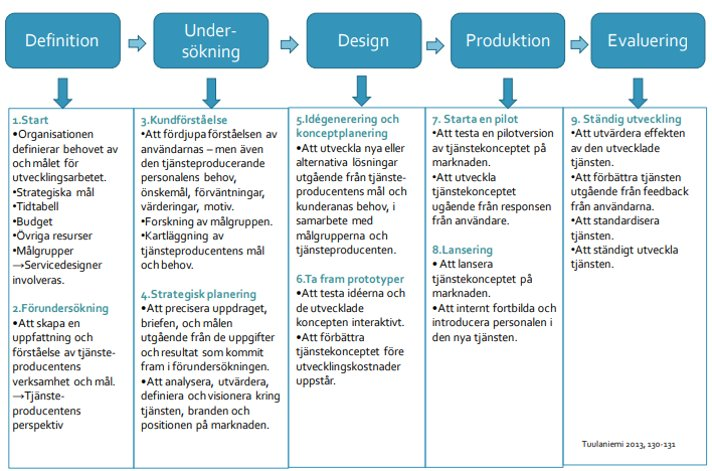 Definition
Under-
sökning
Design
Produktion
Evaluering
1.Start
•Organisationen
definierar behovet av
och målet för
utvecklingsarbetet.
•Strategiska mål
•Tidtabell
•Budget
•Övriga resurser
•Målgrupper
→Servicedesigner
involveras.
2.Förundersökning
•Att skapa en
uppfattning och
förståelse av tjänste-
producentens
verksamhet och mål.
→Tjänste-
producentens
perspektiv
3.Kundförståelse
•Att fördjupa förståelsen av
användarnas – men även
den tjänsteproducerande
personalens behov,
önskemål, förväntningar,
värderingar, motiv.
•Forskning av målgruppen.
•Kartläggning av
tjänsteproducentens mål
och behov.
4.Strategisk planering
•Att precisera uppdraget,
briefen, och målen
utgående från de uppgifter
och resultat som kommit
fram i förundersökningen.
•Att analysera, utvärdera,
definiera och visionera kring
tjänsten, branden och
positionen på marknaden.
5.Idégenerering och
konceptplanering
•Att utveckla nya eller
alternativa lösningar
utgående från tjänste-
producentens mål och
kunderanas behov, i
samarbete med
målgrupperna och
tjänsteproducenten.
6.Ta fram prototyper
•Att testa idéerna och
de utvecklade
koncepten interaktivt.
•Att förbättra
tjänstekonceptet före
utvecklingskostnader
uppstår.
7. Starta en pilot
•Att testa en pilotversion
av tjänstekonceptet på
marknaden.
•Att utveckla
tjänstekonceptet
ugående från responsen
från användare.
8.Lansering
• Att lansera
tjänstekonceptet på
marknaden.
•Att internt fortbilda och
introducera personalen i
den nya tjänsten.
9. Ständig utveckling
•Att utvärdera effekten
av den utvecklade
tjänsten.
•Att förbättra tjänsten
utgående från feedback
från användarna.
•Att standardisera
tjänsten.
•Att ständigt utveckla
tjänsten.
Tuulaniemi 2013, 130-131